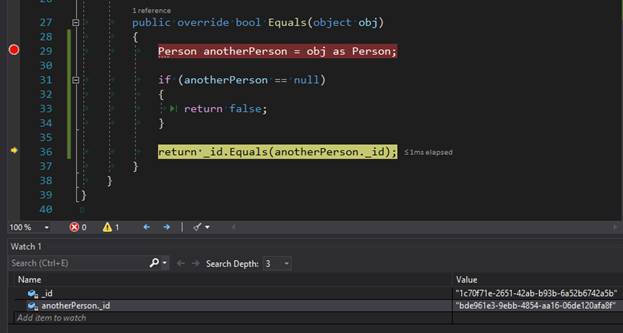 26
1 reference
27 public override bool Equals(object obj)
28 {
29 Person anotherPerson = obj as Person;
30
31 if (anotherPerson == null)
32 {
33 return false;
34 }
35
36 return _id.Equals(anotherPerson._id); ≤1ms elapsed
37 }
38 }
39 }
40
100 % 0 1
Watch 1
Search (Ctrl+E) Search Depth: 3
Name Value
_id "1c70f71e-2651-42ab-b93b-6a52b6742a5b"
anotherPerson._id "bde961e3-9ebb-4854-aa16-06de120afa8f"
Add item to watch